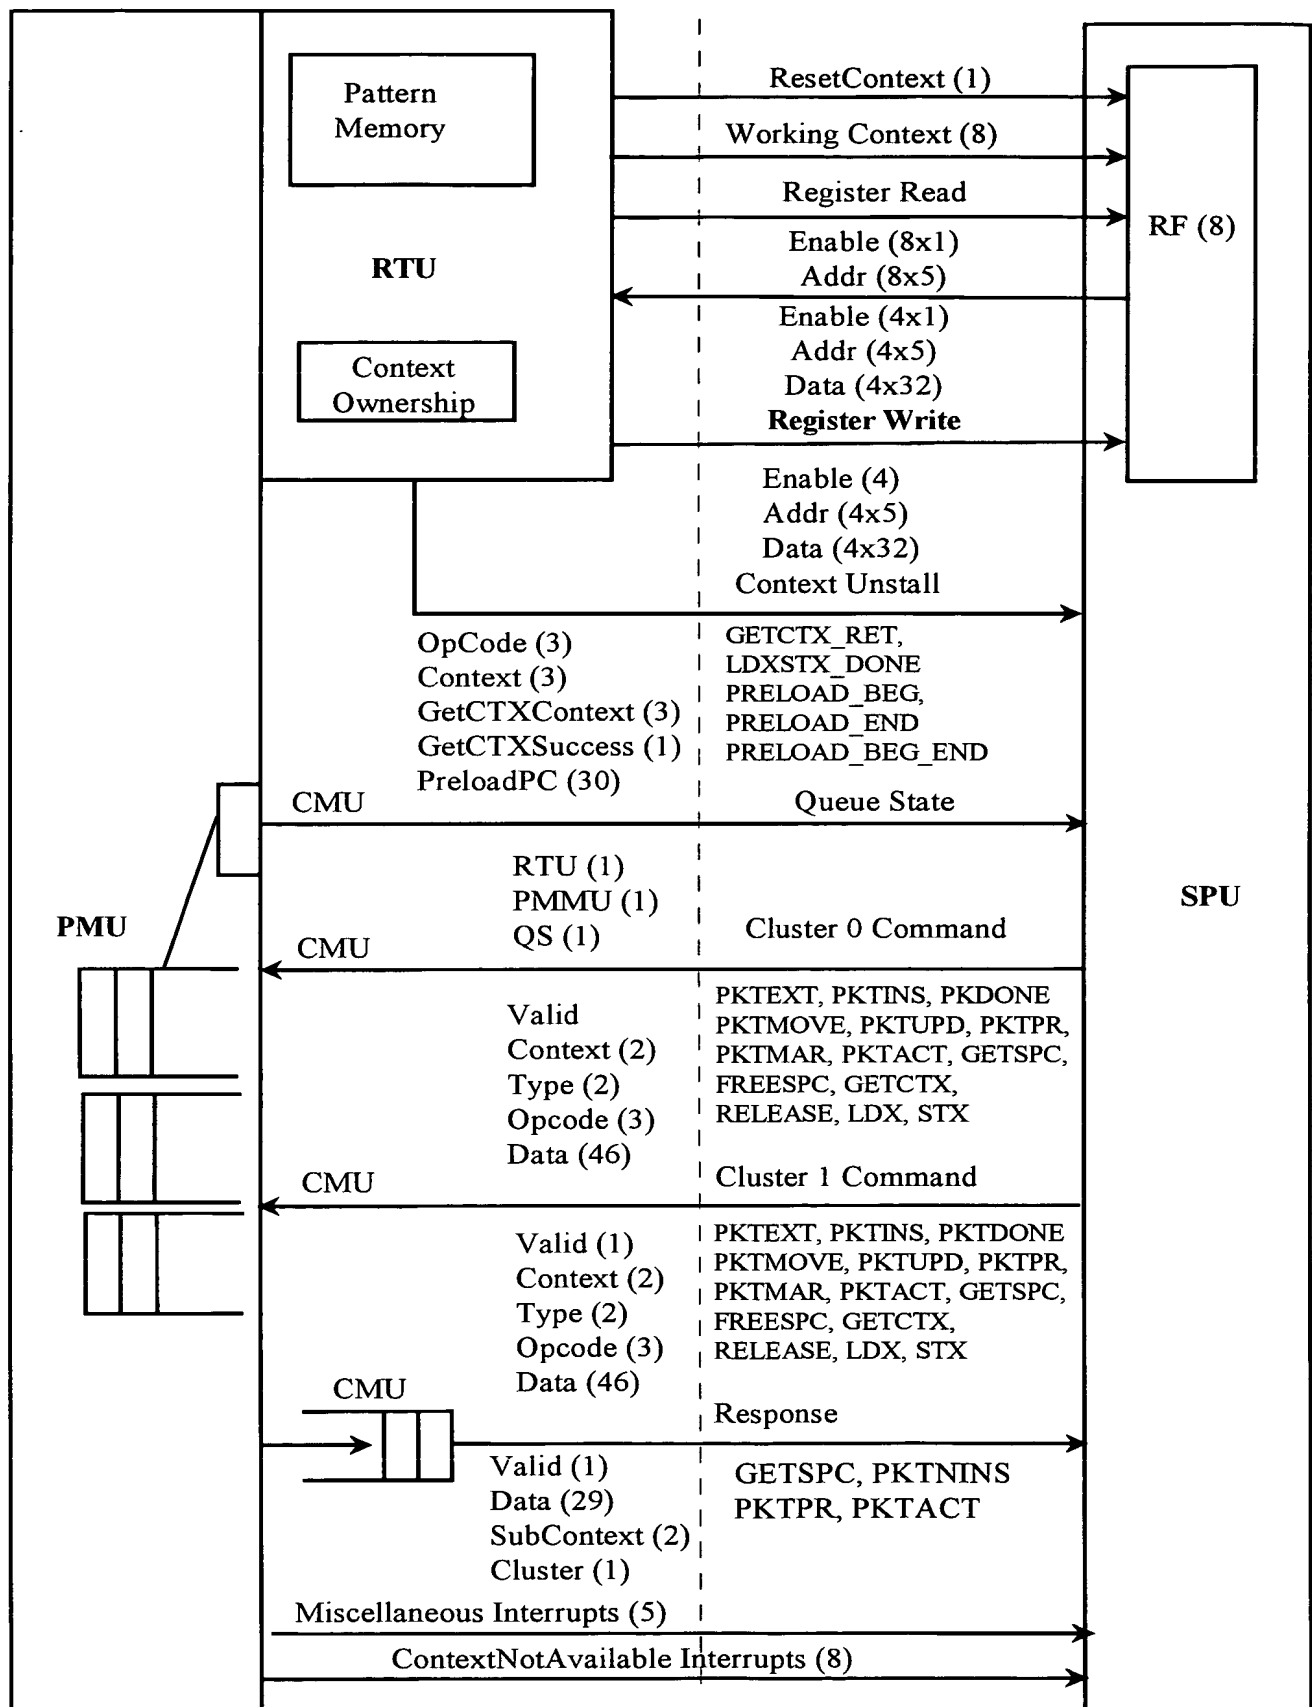 Pattern
Memory
RTU
Context
Ownership
ResetContext (1)
Working Context (8)
Register Read
Enable (8x1)
Addr (8x5)
Enable (4x1)
Addr (4x5)
Data (4x32)
Register Write
RF (8)
Enable (4)
Addr (4x5)
Data (4x32)
Context Unstall
OpCode (3)
Context (3)
GetCTXContext (3)
GetCTXSuccess (1)
PreloadPC (30)
GETCTX_RET,
LDXSTX_DONE
PRELOAD_BEG,
PRELOAD_END
PRELOAD_BEG_END
CMU
Queue State
RTU (1)
PMMU (1)
QS (1)
PMU
SPU
CMU
Cluster 0 Command
Valid
Context (2)
Type (2)
Opcode (3)
Data (46)
PKTEXT, PKTINS, PKDONE
PKTMOVE, PKTUPD, PKTPR,
PKTMAR, PKTACT, GETSPC,
FREESPC, GETCTX,
RELEASE, LDX, STX
CMU
Cluster 1 Command
Valid (1)
Context (2)
Type (2)
Opcode (3)
Data (46)
PKTEXT, PKTINS, PKTDONE
PKTMOVE, PKTUPD, PKTPR,
PKTMAR, PKTACT, GETSPC,
FREESPC, GETCTX,
RELEASE, LDX, STX
CMU
Response
Valid (1)
Data (29)
SubContext (2)
Cluster (1)
GETSPC, PKTNINS
PKTPR, PKTACT
Miscellaneous Interrupts (5)
ContextNotAvailable Interrupts (8)